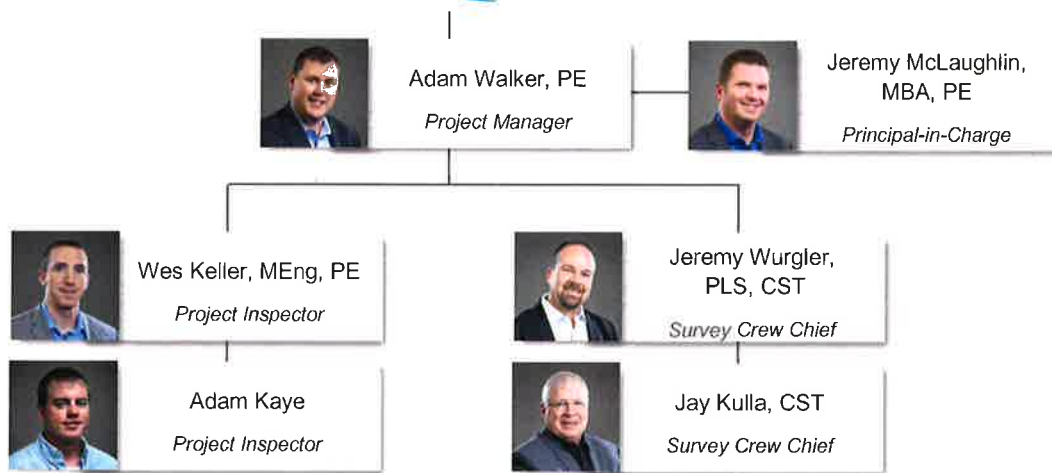 Adam Walker, PE
Project Manager
Jeremy McLaughlin,
MBA, PE
Principal-in-Charge
Wes Keller, MEng, PE
Project Inspector
Jeremy Wurgler,
PLS, CST
Survey Crew Chief
Adam Kaye
Project Inspector
Jay Kulla, CST
Survey Crew Chief